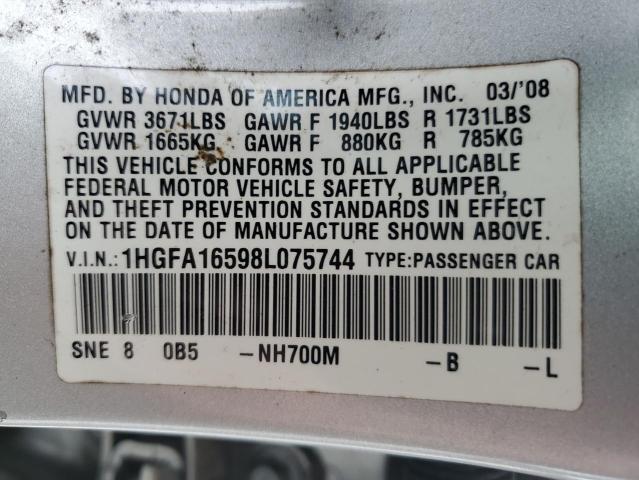 MFD. BY HONDA OF AMERICA MFG., INC. 03/'08
GVWR 3671LBS GAWR F 1940LBS R 1731LBS
GVWR 1665KG GAWR F 880KG R 785KG
THIS VEHICLE CONFORMS TO ALL APPLICABLE
FEDERAL MOTOR VEHICLE SAFETY, BUMPER,
AND THEFT PREVENTION STANDARDS IN EFFECT
ON THE DATE OF MANUFACTURE SHOWN ABOVE.
V.I.N.: 1HGFA16598L075744 TYPE:PASSENGER CAR
SNE 8 0B5 -NH700M -B -L